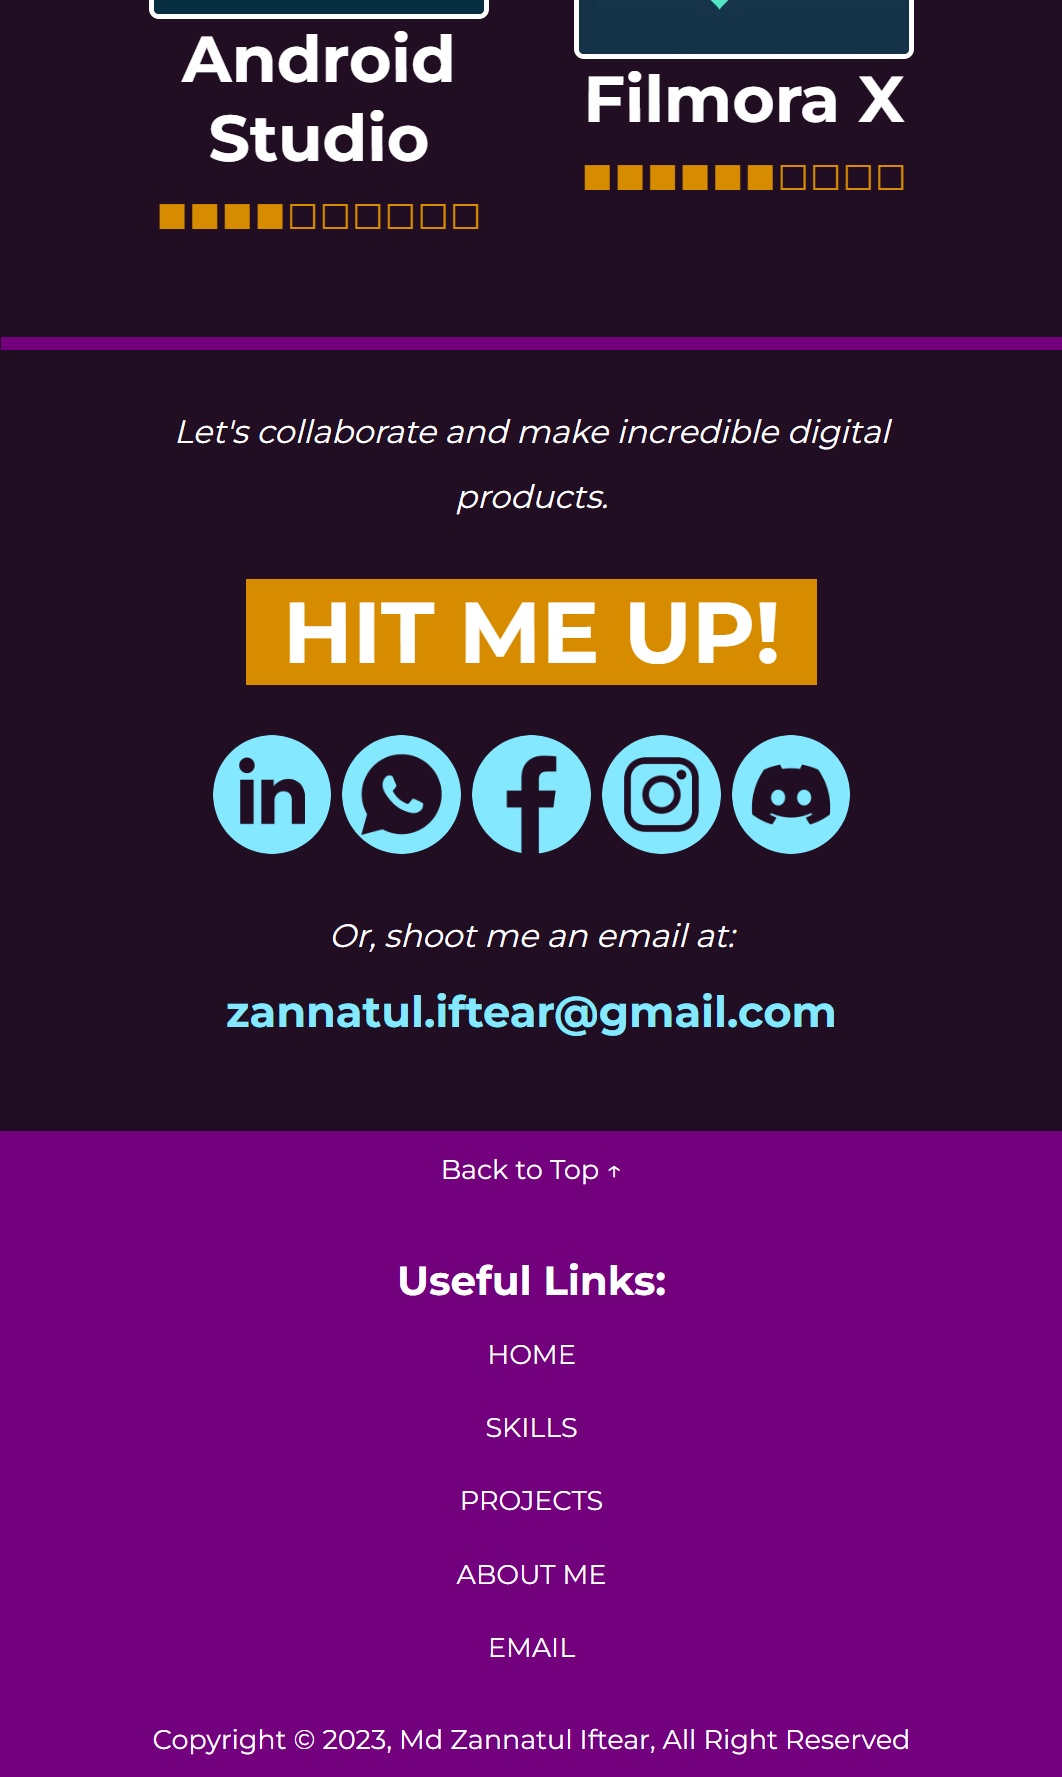 Android
Studio
■■■■□□□□□□
Filmora X
■■■■■■□□□□
Let's collaborate and make incredible digital
products.
HIT ME UP!
in
Or, shoot me an email at:
zannatul.iftear@gmail.com
Back to Top ↑
Useful Links:
HOME
SKILLS
PROJECTS
ABOUT ME
EMAIL
Copyright © 2023, Md Zannatul Iftear, All Right Reserved